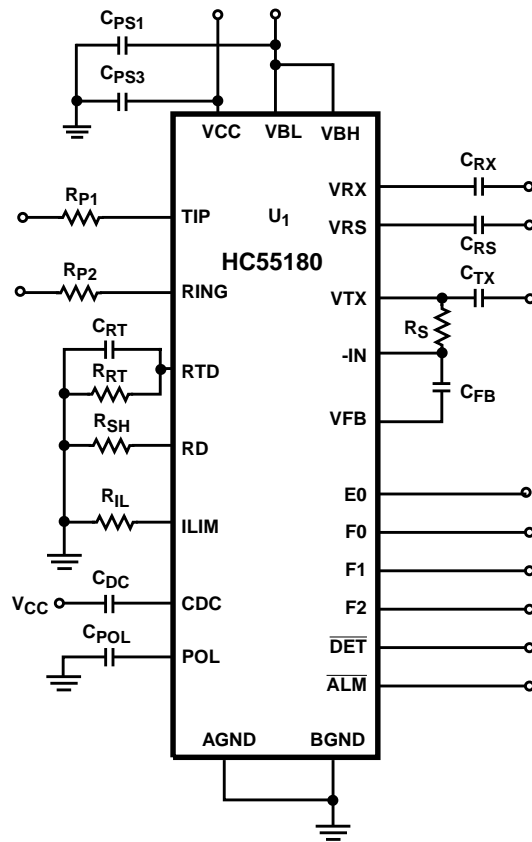 CPS1
CPS3
VCC VBL VBH
RP1
TIP
U1
HC55180
RP2
RING
CRT
RRT
RTD
RSH
RD
RIL
ILIM
CDC
VCC
CDC
CPOL
POL
CRX
VRX
VRS
CRS
CTX
VTX
RS
-IN
CFB
VFB
E0
F0
F1
F2
DET
ALM
AGND BGND